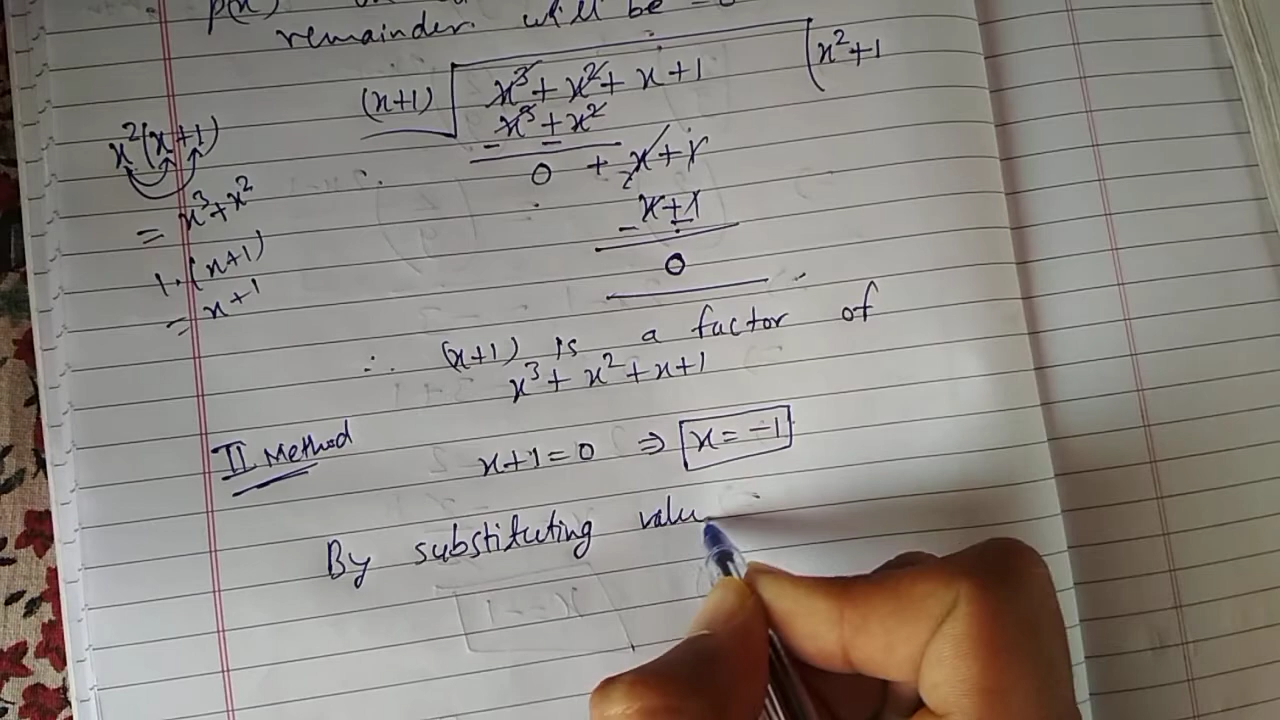 p(x)
remainder will be = 0
(x+1) x³ + x² + x + 1 (x²+1
x²(x+1)
x³ + x²
0 + x + 1
= x³+x²
x+1
1·(x+1)
0
= x+1
∴ (x+1) is a factor of
x³ + x² + x + 1
II Method
x+1=0 ⇒ x = -1
By substituting valu